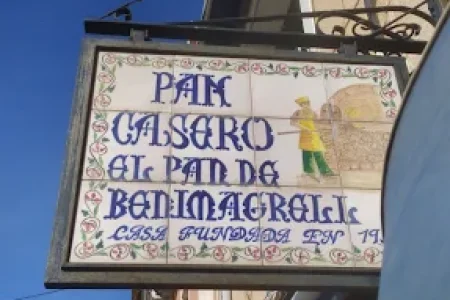 PAN
CASERO
EL PAN DE
BENIMAGRELL
CASA FUNDADA EN 19